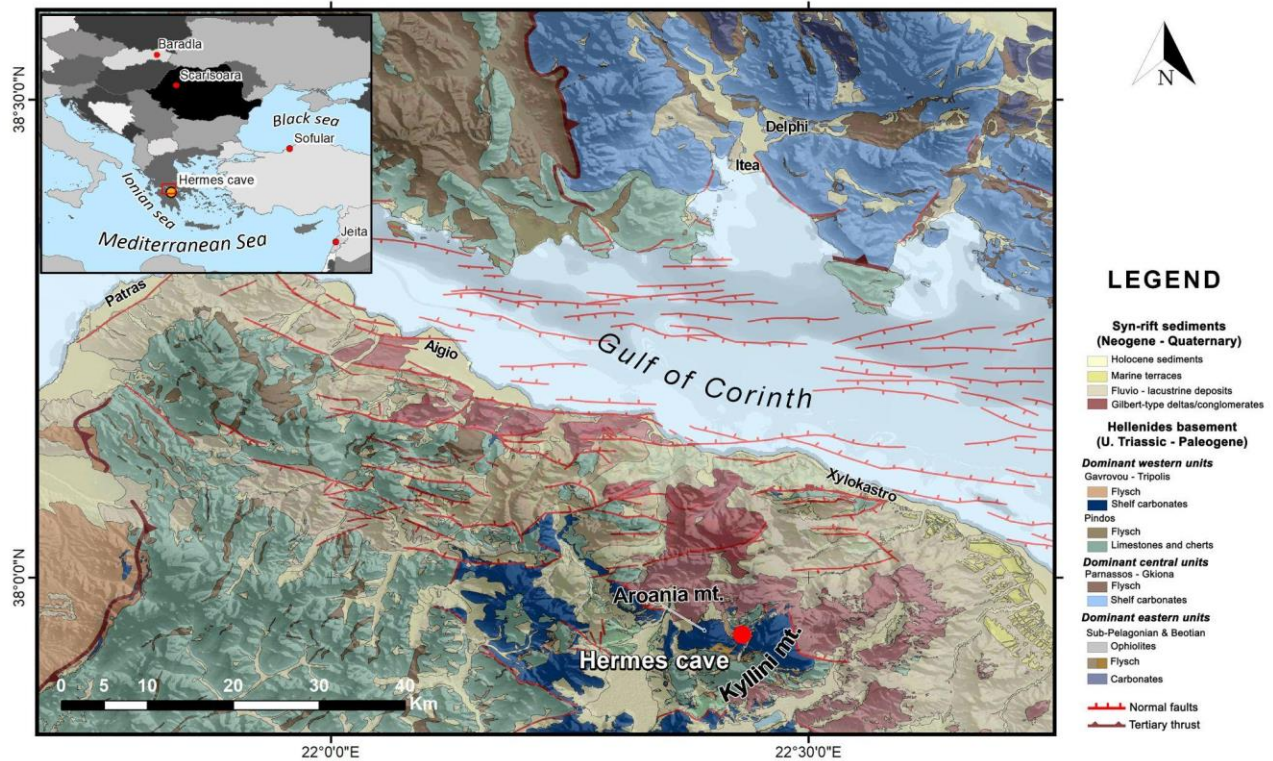 Baradla
Scarisoara
Black sea
Sofular
Hermes cave
Ionian sea
Mediterranean Sea
Jeita
38°30'0"N
38°0'0"N
Delphi
Itea
Patras
Aigio
Gulf of Corinth
Xylokastro
Aroania mt.
Hermes cave
Kyllini mt.
0 5 10 20 30 40
Km
22°0'0"E
22°30'0"E
N
LEGEND
Syn-rift sediments
(Neogene - Quaternary)
Holocene sediments
Marine terraces
Fluvio - lacustrine deposits
Gilbert-type deltas/conglomerates
Hellenides basement
(U. Triassic - Paleogene)
Dominant western units
Gavrovou - Tripolis
Flysch
Shelf carbonates
Pindos
Flysch
Limestones and cherts
Dominant central units
Parnassos - Gkiona
Flysch
Shelf carbonates
Dominant eastern units
Sub-Pelagonian & Beotian
Ophiolites
Flysch
Carbonates
Normal faults
Tertiary thrust